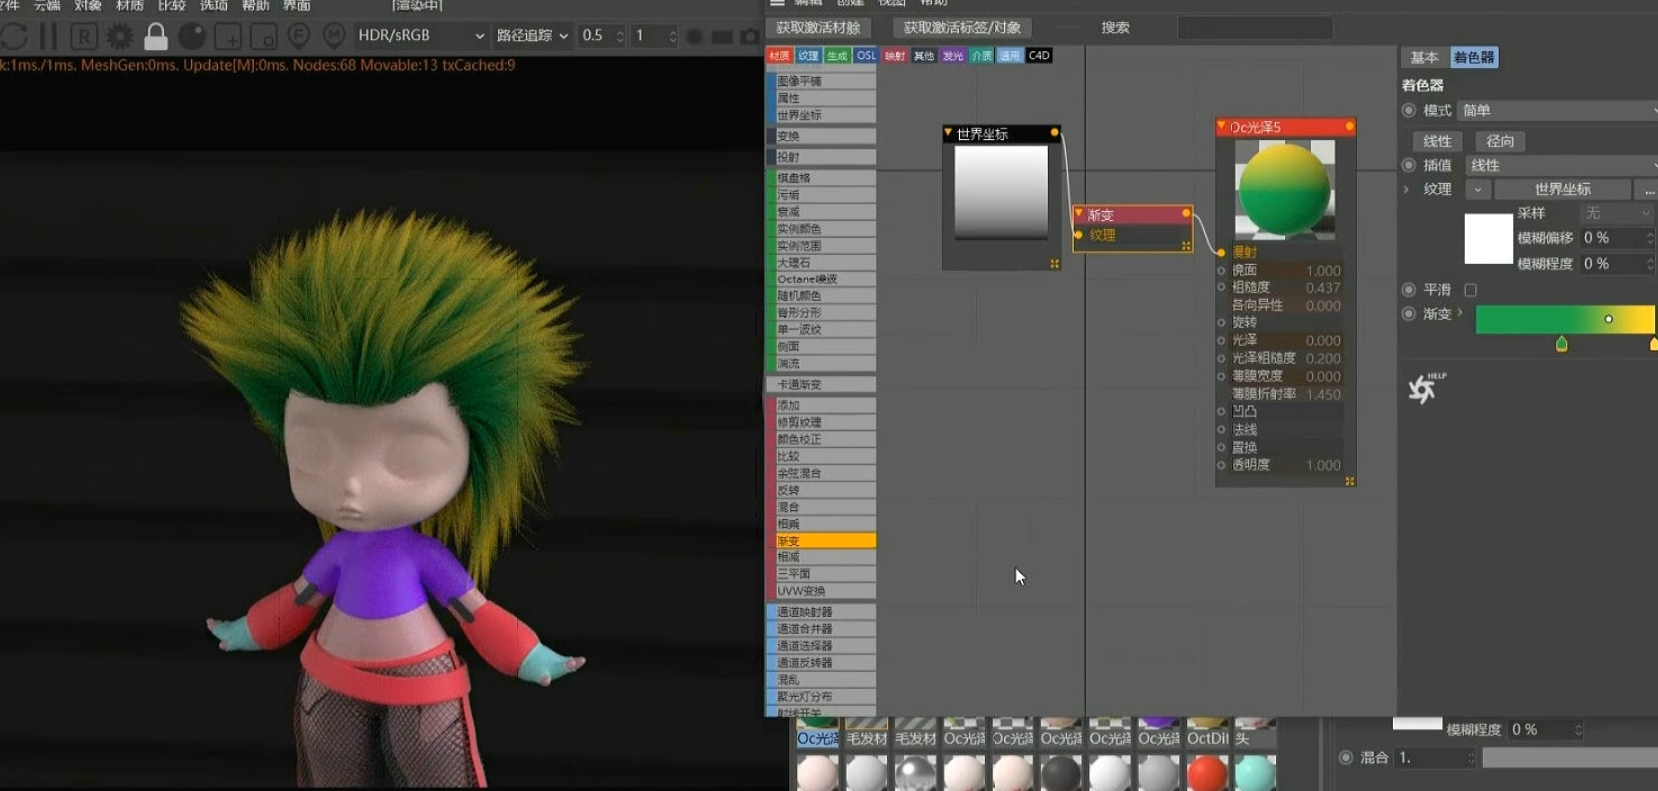 云端 对象 材质 比较 选项 帮助 界面 [渲染中]
HDR/sRGB 路径追踪 0.5 1
k:1ms./1ms. MeshGen:0ms. Update[M]:0ms. Nodes:68 Movable:13 txCached:9
编辑 创建 视图 帮助
获取激活材质 获取激活标签/对象 搜索
材质 纹理 生成 OSL 映射 其他 发光 介质 通用 C4D
图像平铺
属性
世界坐标
变换
投射
棋盘格
污垢
衰减
实例颜色
实例范围
大理石
Octane噪波
随机颜色
脊形分形
单一波纹
侧面
湍流
卡通渐变
添加
修剪纹理
颜色校正
比较
余弦混合
反转
混合
相乘
渐变
相减
三平面
UVW变换
通道映射器
通道合并器
通道选择器
通道反转器
混乱
聚光灯分布
射线开关
世界坐标
渐变
纹理
Oc光泽5
漫射
镜面 1.000
粗糙度 0.437
各向异性 0.000
旋转
光泽 0.000
光泽粗糙度 0.200
薄膜宽度 0.000
薄膜折射率 1.450
凹凸
法线
置换
透明度 1.000
基本 着色器
着色器
模式 简单
线性 径向
插值 线性
纹理 世界坐标 ...
采样 无
模糊偏移 0 %
模糊程度 0 %
平滑
渐变
HELP
Oc光泽 毛发材 毛发材 Oc光泽 Oc光泽 Oc光泽 Oc光泽 Oc光泽 OctDif 头
模糊程度 0 %
混合 1.